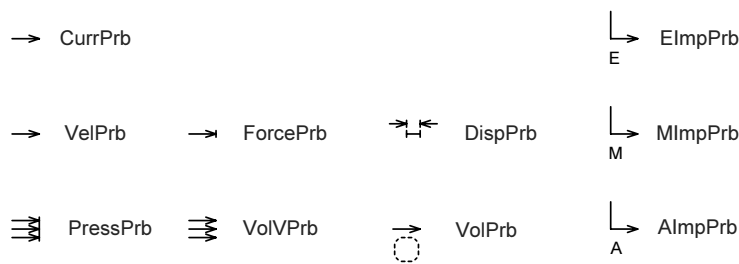 CurrPrb EImpPrb
E
VelPrb ForcePrb DispPrb MImpPrb
M
PressPrb VolVPrb VolPrb AImpPrb
A